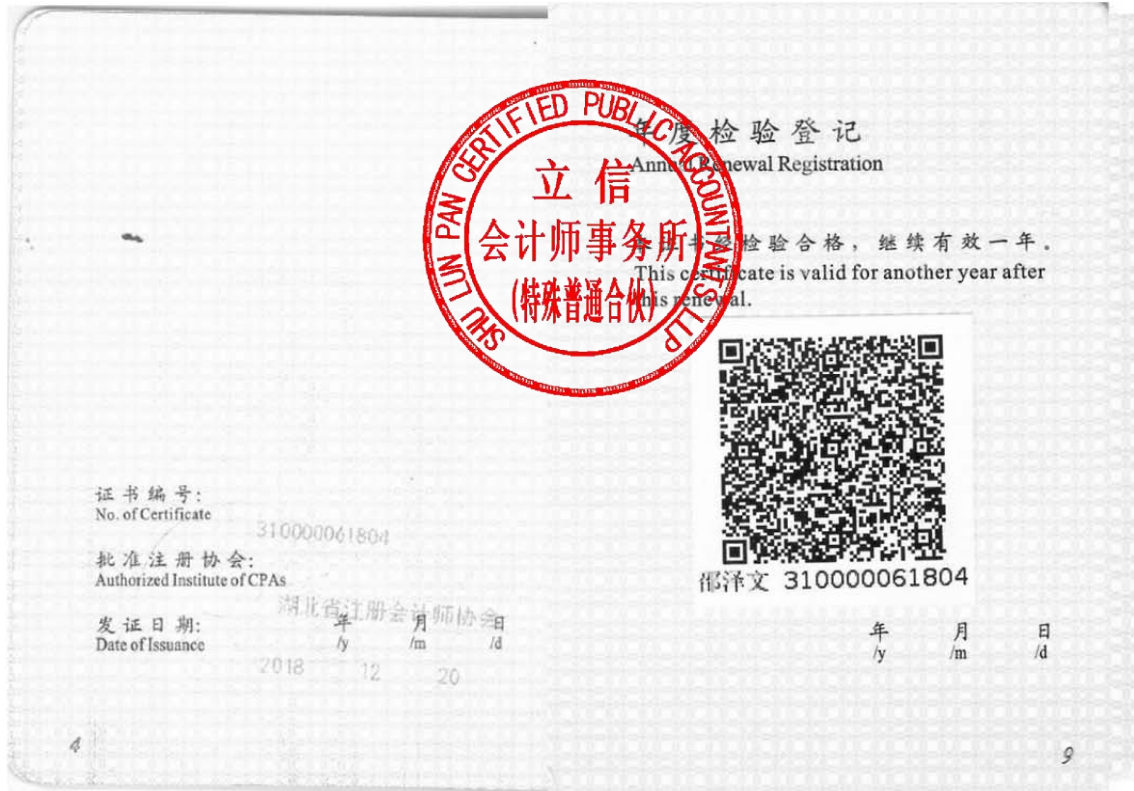 证书编号:
No. of Certificate
310000061804
批准注册协会:
Authorized Institute of CPAs
湖北省注册会计师协会
发证日期:
Date of Issuance
年 月 日
/y /m /d
2018 12 20
4
SHU LUN PAN CERTIFIED PUBLIC ACCOUNTANTS LLP
立信
会计师事务所
(特殊普通合伙)
年度检验登记
Annual Renewal Registration
本证书经检验合格，继续有效一年。
This certificate is valid for another year after
this renewal.
邵泽文 310000061804
年 月 日
/y /m /d
9